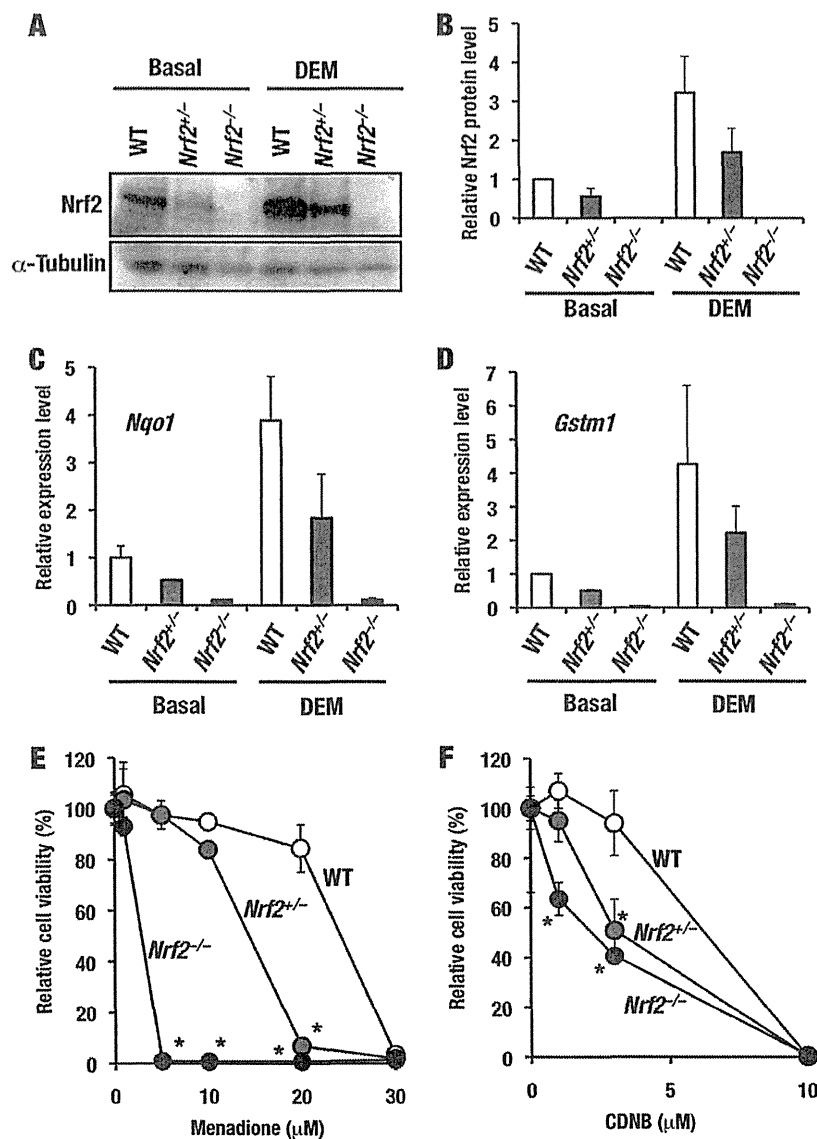 A
Basal DEM
WT Nrf2+/− Nrf2−/− WT Nrf2+/− Nrf2−/−
Nrf2
α-Tubulin
B
Relative Nrf2 protein level
5
4
3
2
1
0
WT Nrf2+/− Nrf2−/− WT Nrf2+/− Nrf2−/−
Basal DEM
C
Relative expression level
5
4
3
2
1
0
Nqo1
WT Nrf2+/− Nrf2−/− WT Nrf2+/− Nrf2−/−
Basal DEM
D
Relative expression level
7
6
5
4
3
2
1
0
Gstm1
WT Nrf2+/− Nrf2−/− WT Nrf2+/− Nrf2−/−
Basal DEM
E
Relative cell viability (%)
120
100
80
60
40
20
0
WT
Nrf2+/−
Nrf2−/−
* * * *
0 10 20 30
Menadione (μM)
F
Relative cell viability (%)
120
100
80
60
40
20
0
WT
* Nrf2+/−
* *
Nrf2−/−
0 5 10
CDNB (μM)